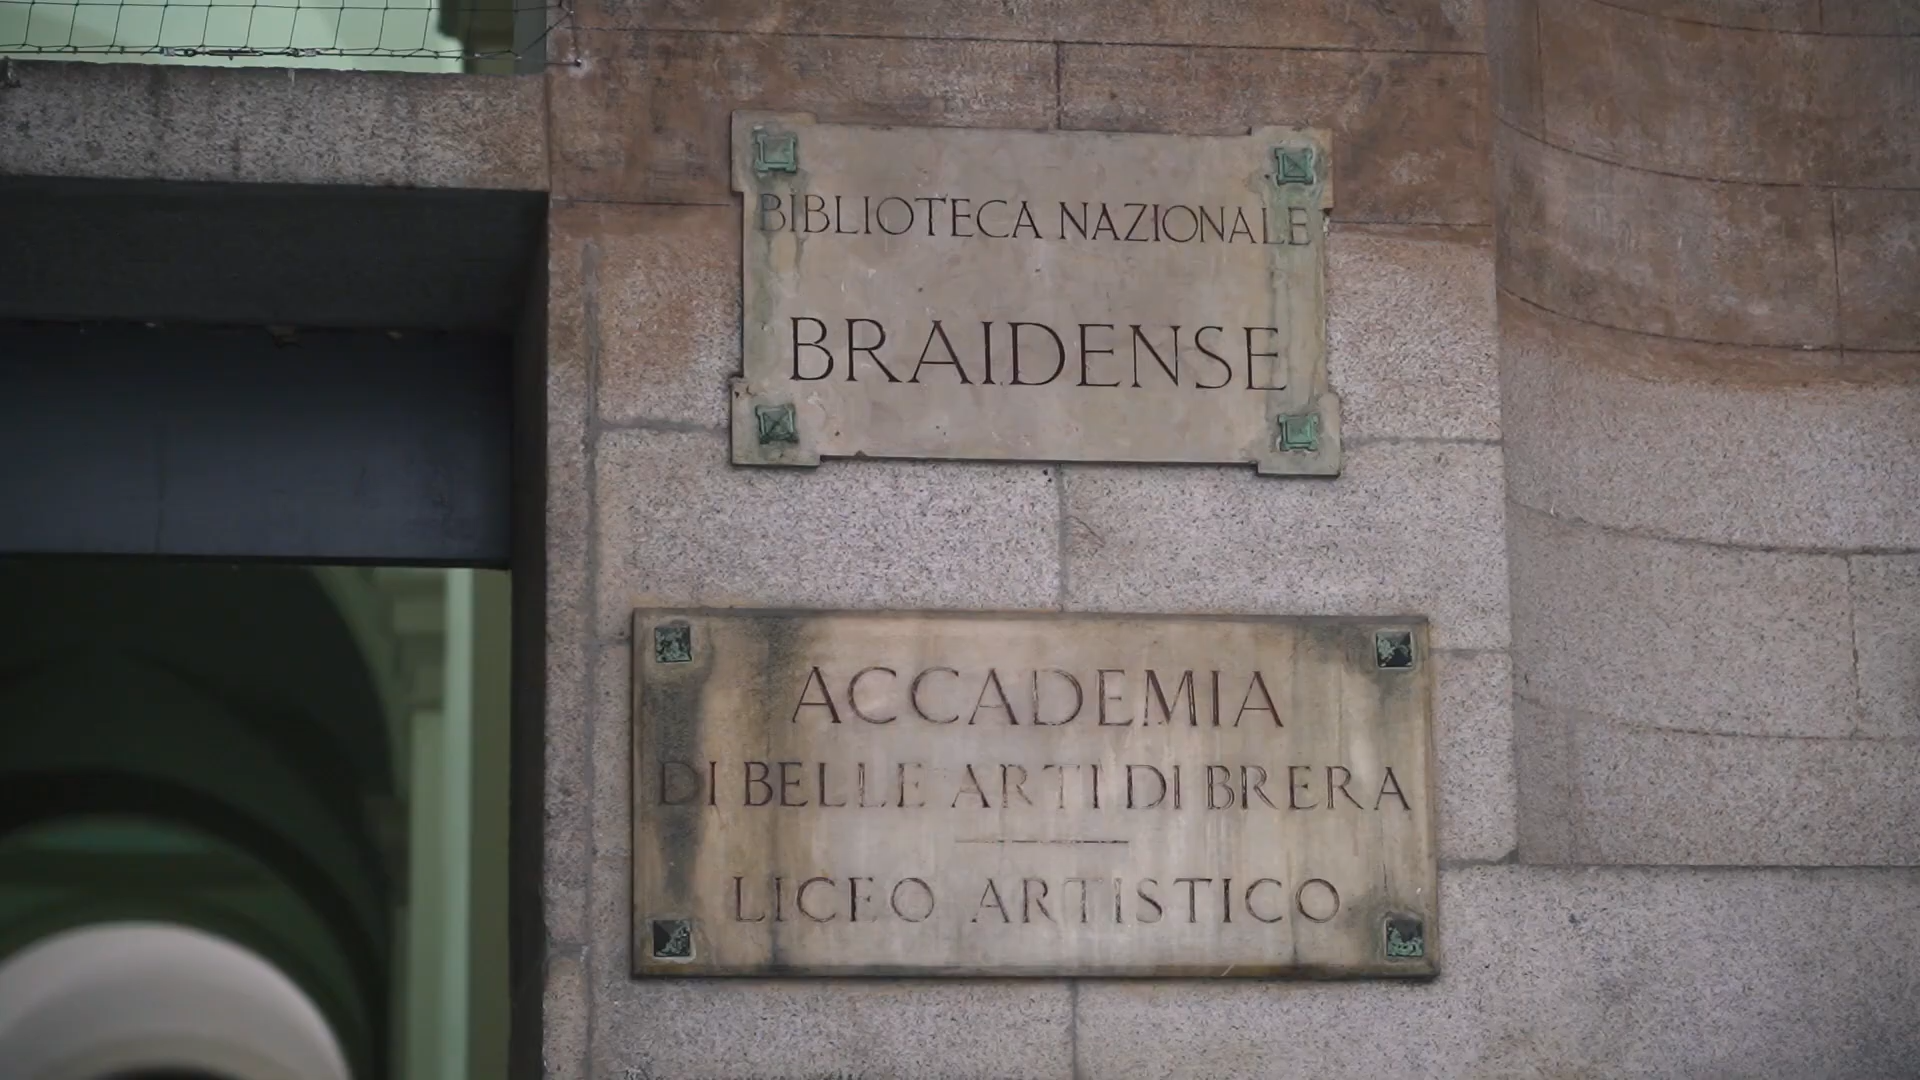 BIBLIOTECA NAZIONALE
BRAIDENSE
ACCADEMIA
DI BELLE ARTI DI BRERA
LICEO ARTISTICO